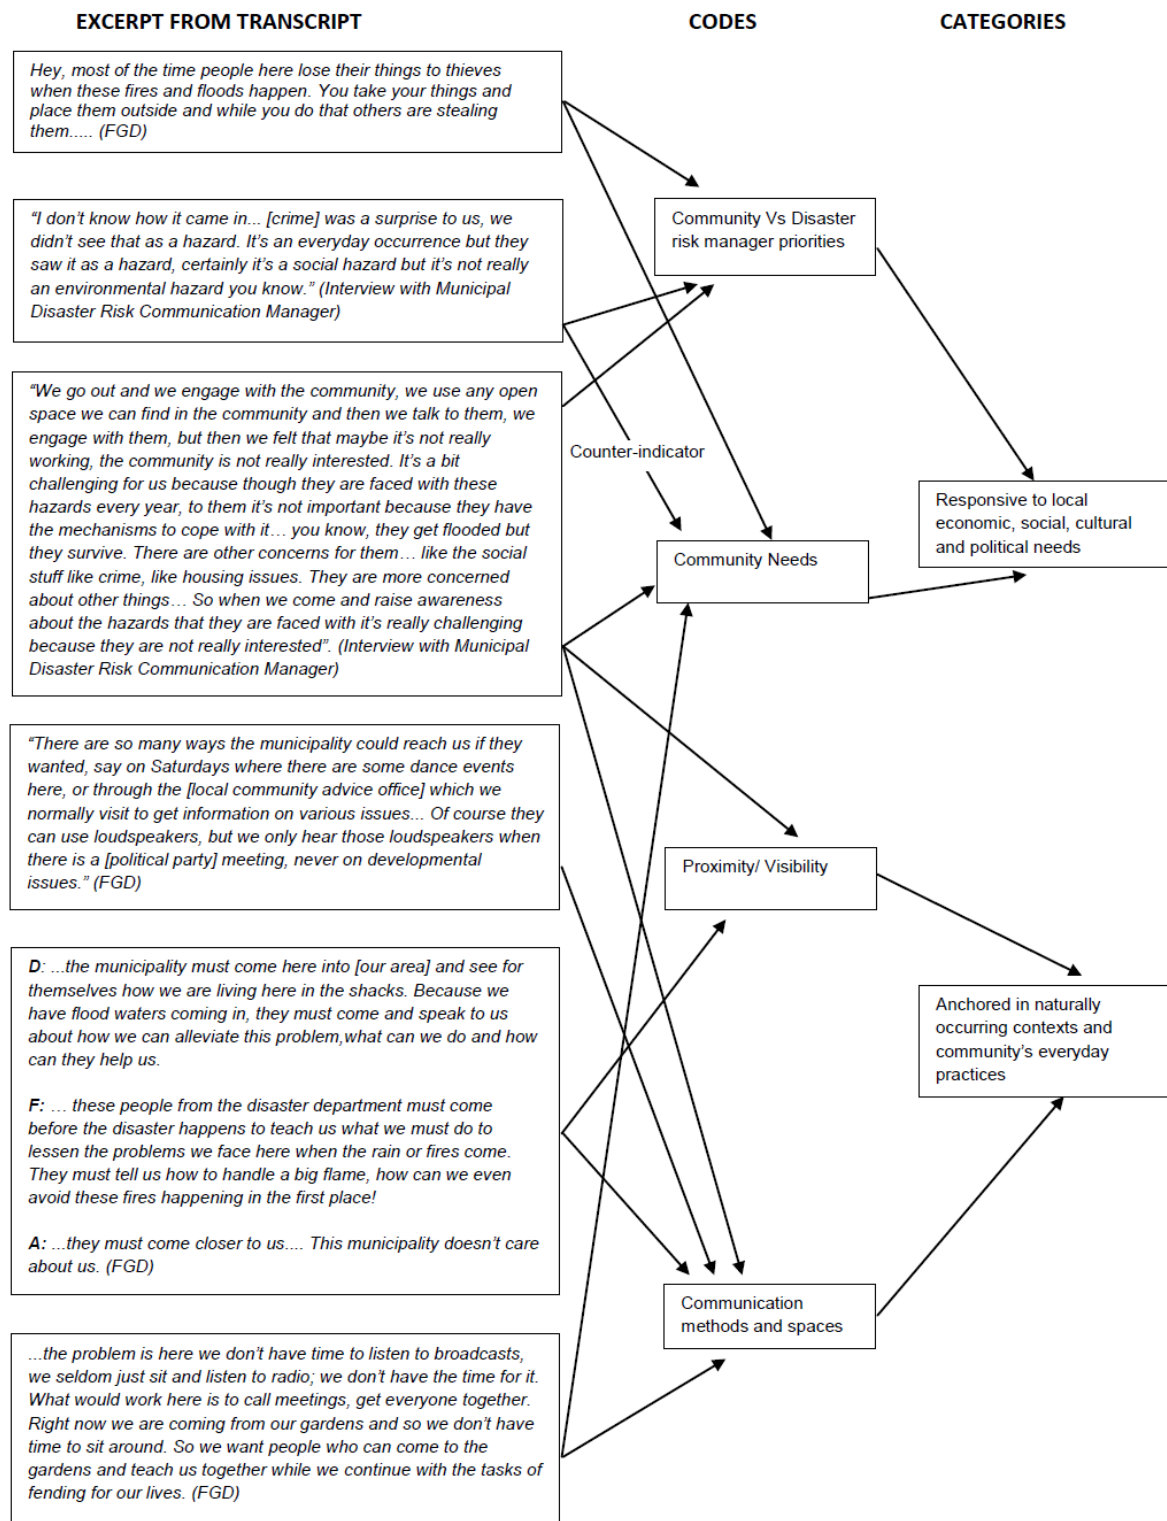 EXCERPT FROM TRANSCRIPT
CODES
CATEGORIES
Hey, most of the time people here lose their things to thieves
when these fires and floods happen. You take your things and
place them outside and while you do that others are stealing
them..... (FGD)
"I don't know how it came in... [crime] was a surprise to us, we
didn't see that as a hazard. It's an everyday occurrence but they
saw it as a hazard, certainly it's a social hazard but it's not really
an environmental hazard you know." (Interview with Municipal
Disaster Risk Communication Manager)
"We go out and we engage with the community, we use any open
space we can find in the community and then we talk to them, we
engage with them, but then we felt that maybe it's not really
working, the community is not really interested. It's a bit
challenging for us because though they are faced with these
hazards every year, to them it's not important because they have
the mechanisms to cope with it… you know, they get flooded but
they survive. There are other concerns for them… like the social
stuff like crime, like housing issues. They are more concerned
about other things… So when we come and raise awareness
about the hazards that they are faced with it's really challenging
because they are not really interested". (Interview with Municipal
Disaster Risk Communication Manager)
"There are so many ways the municipality could reach us if they
wanted, say on Saturdays where there are some dance events
here, or through the [local community advice office] which we
normally visit to get information on various issues... Of course they
can use loudspeakers, but we only hear those loudspeakers when
there is a [political party] meeting, never on developmental
issues." (FGD)
D: ...the municipality must come here into [our area] and see for
themselves how we are living here in the shacks. Because we
have flood waters coming in, they must come and speak to us
about how we can alleviate this problem,what can we do and how
can they help us.
F: … these people from the disaster department must come
before the disaster happens to teach us what we must do to
lessen the problems we face here when the rain or fires come.
They must tell us how to handle a big flame, how can we even
avoid these fires happening in the first place!
A: ...they must come closer to us.... This municipality doesn't care
about us. (FGD)
...the problem is here we don't have time to listen to broadcasts,
we seldom just sit and listen to radio; we don't have the time for it.
What would work here is to call meetings, get everyone together.
Right now we are coming from our gardens and so we don't have
time to sit around. So we want people who can come to the
gardens and teach us together while we continue with the tasks of
fending for our lives. (FGD)
Community Vs Disaster
risk manager priorities
Counter-indicator
Community Needs
Proximity/ Visibility
Communication
methods and spaces
Responsive to local
economic, social, cultural
and political needs
Anchored in naturally
occurring contexts and
community's everyday
practices